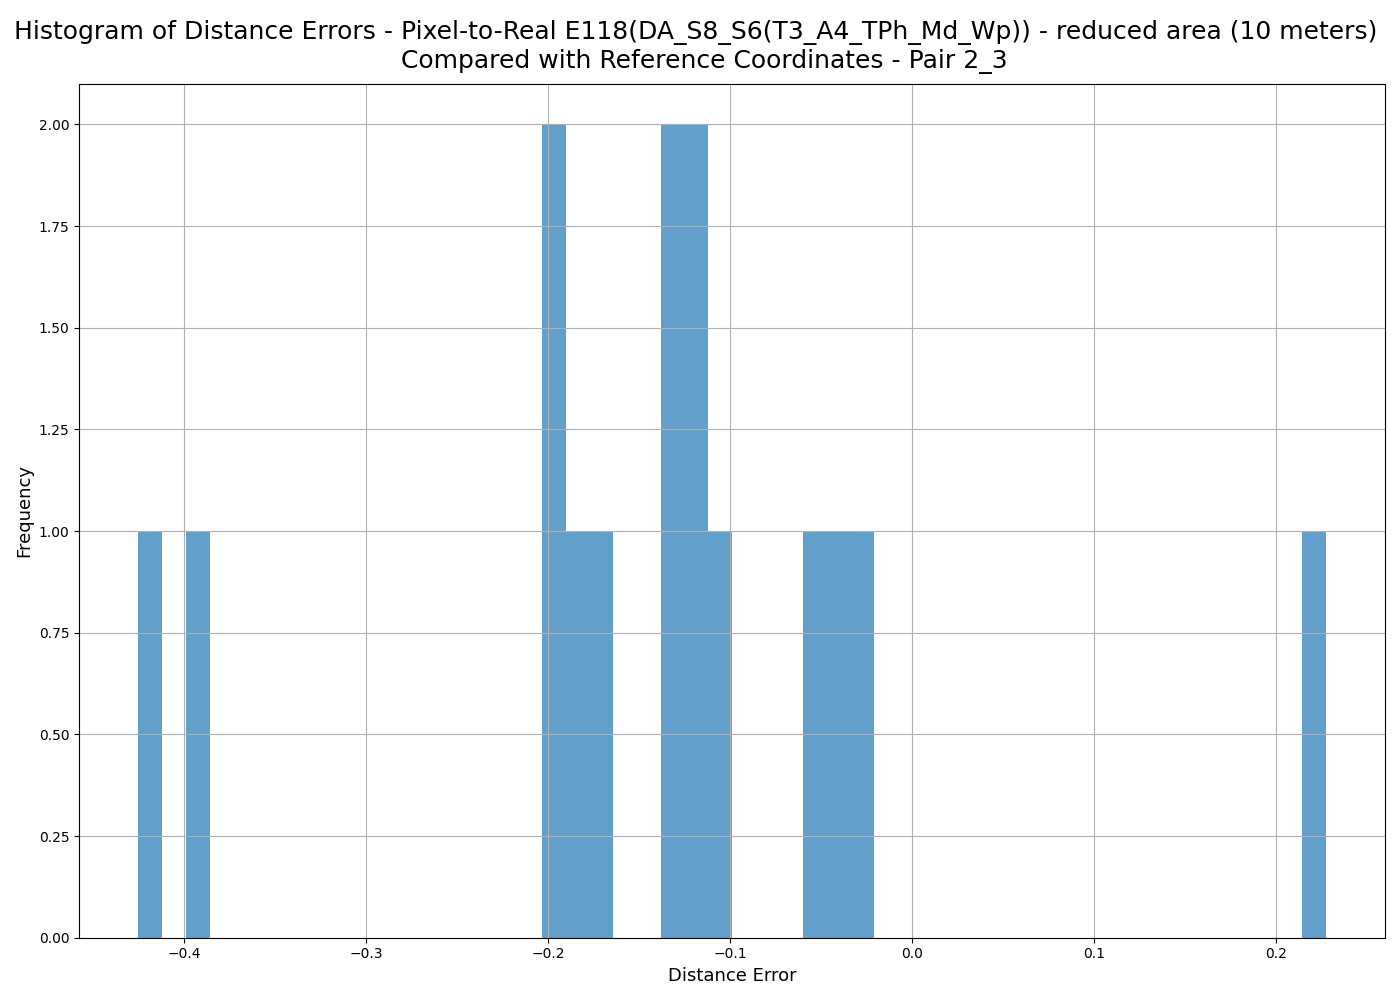 Histogram of Distance Errors - Pixel-to-Real E118(DA_S8_S6(T3_A4_TPh_Md_Wp)) - reduced area (10 meters)
Compared with Reference Coordinates - Pair 2_3
2.00
1.75
1.50
1.25
1.00
0.75
0.50
0.25
0.00
Frequency
−0.4 −0.3 −0.2 −0.1 0.0 0.1 0.2
Distance Error